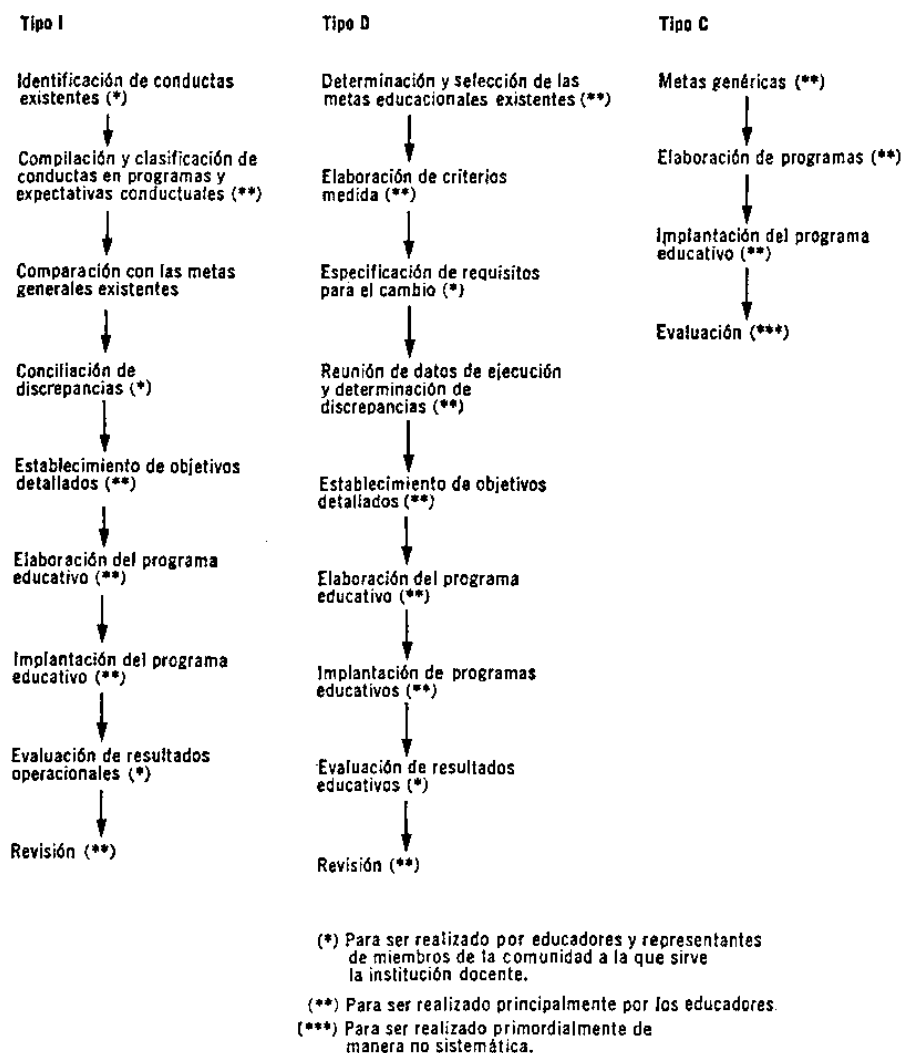 Tipo I
Identificación de conductas
existentes (*)
Compilación y clasificación de
conductas en programas y
expectativas conductuales (**)
Comparación con las metas
generales existentes
Conciliación de
discrepancias (*)
Establecimiento de objetivos
detallados (**)
Elaboración del programa
educativo (**)
Implantación del programa
educativo (**)
Evaluación de resultados
operacionales (*)
Revisión (**)
Tipo D
Determinación y selección de las
metas educacionales existentes (**)
Elaboración de criterios
medida (**)
Especificación de requisitos
para el cambio (*)
Reunión de datos de ejecución
y determinación de
discrepancias (**)
Establecimiento de objetivos
detallados (**)
Elaboración del programa
educativo (**)
Implantación de programas
educativos (**)
Evaluación de resultados
educativos (*)
Revisión (**)
Tipo C
Metas genéricas (**)
Elaboración de programas (**)
Implantación del programa
educativo (**)
Evaluación (***)
(*) Para ser realizado por educadores y representantes
de miembros de la comunidad a la que sirve
la institución docente.
(**) Para ser realizado principalmente por los educadores.
(***) Para ser realizado primordialmente de
manera no sistemática.